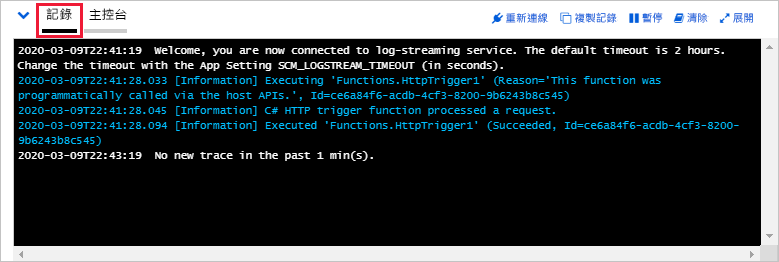 記錄 主控台 重新連線 複製記錄 暫停 清除 展開
2020-03-09T22:41:19  Welcome, you are now connected to log-streaming service. The default timeout is 2 hours.
Change the timeout with the App Setting SCM_LOGSTREAM_TIMEOUT (in seconds).
2020-03-09T22:41:28.033 [Information] Executing 'Functions.HttpTrigger1' (Reason='This function was
programmatically called via the host APIs.', Id=ce6a84f6-acdb-4cf3-8200-9b6243b8c545)
2020-03-09T22:41:28.045 [Information] C# HTTP trigger function processed a request.
2020-03-09T22:41:28.094 [Information] Executed 'Functions.HttpTrigger1' (Succeeded, Id=ce6a84f6-acdb-4cf3-8200-
9b6243b8c545)
2020-03-09T22:43:19  No new trace in the past 1 min(s).